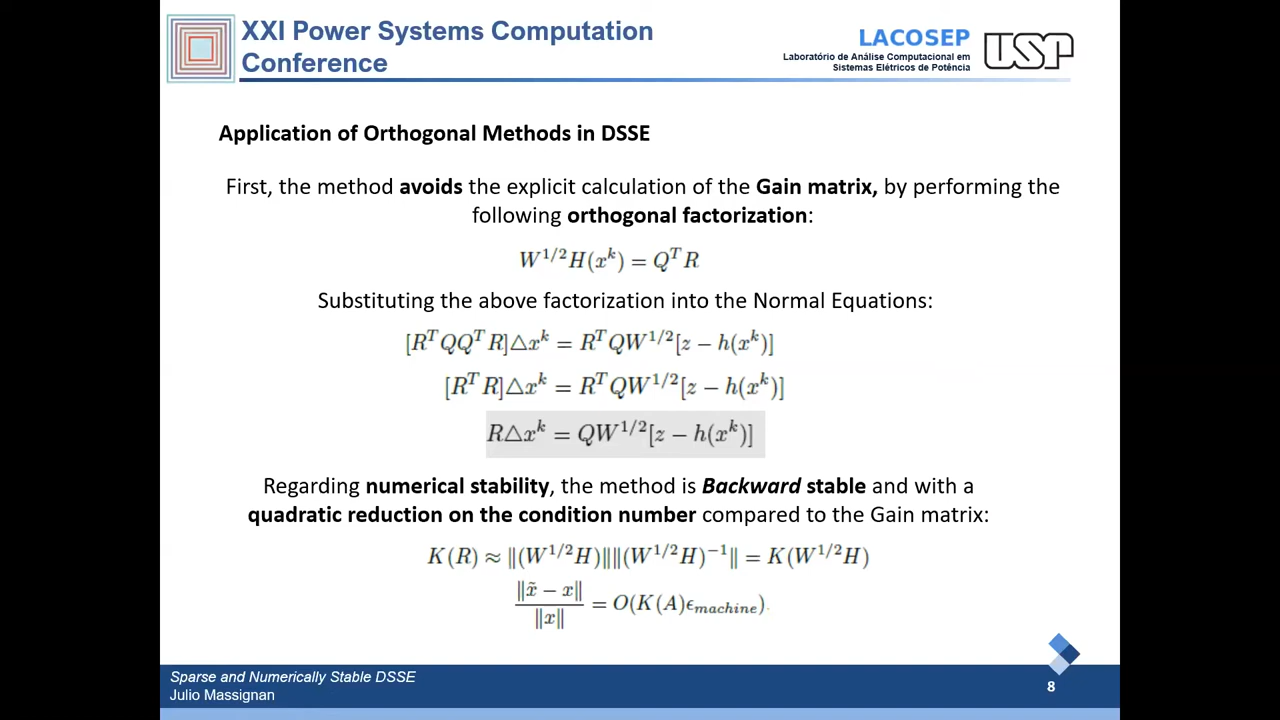 XXI Power Systems Computation
Conference
LACOSEP
Laboratório de Análise Computacional em
Sistemas Elétricos de Potência
USP
Application of Orthogonal Methods in DSSE
First, the method avoids the explicit calculation of the Gain matrix, by performing the
following orthogonal factorization:
W^{1/2}H(x^k) = Q^T R
Substituting the above factorization into the Normal Equations:
[R^T QQ^T R]△x^k = R^T QW^{1/2}[z − h(x^k)]
[R^T R]△x^k = R^T QW^{1/2}[z − h(x^k)]
R△x^k = QW^{1/2}[z − h(x^k)]
Regarding numerical stability, the method is Backward stable and with a
quadratic reduction on the condition number compared to the Gain matrix:
K(R) ≈ ‖(W^{1/2}H)‖‖(W^{1/2}H)^{−1}‖ = K(W^{1/2}H)
‖x̃ − x‖ / ‖x‖ = O(K(A)ϵ_{machine}).
Sparse and Numerically Stable DSSE
Julio Massignan
8